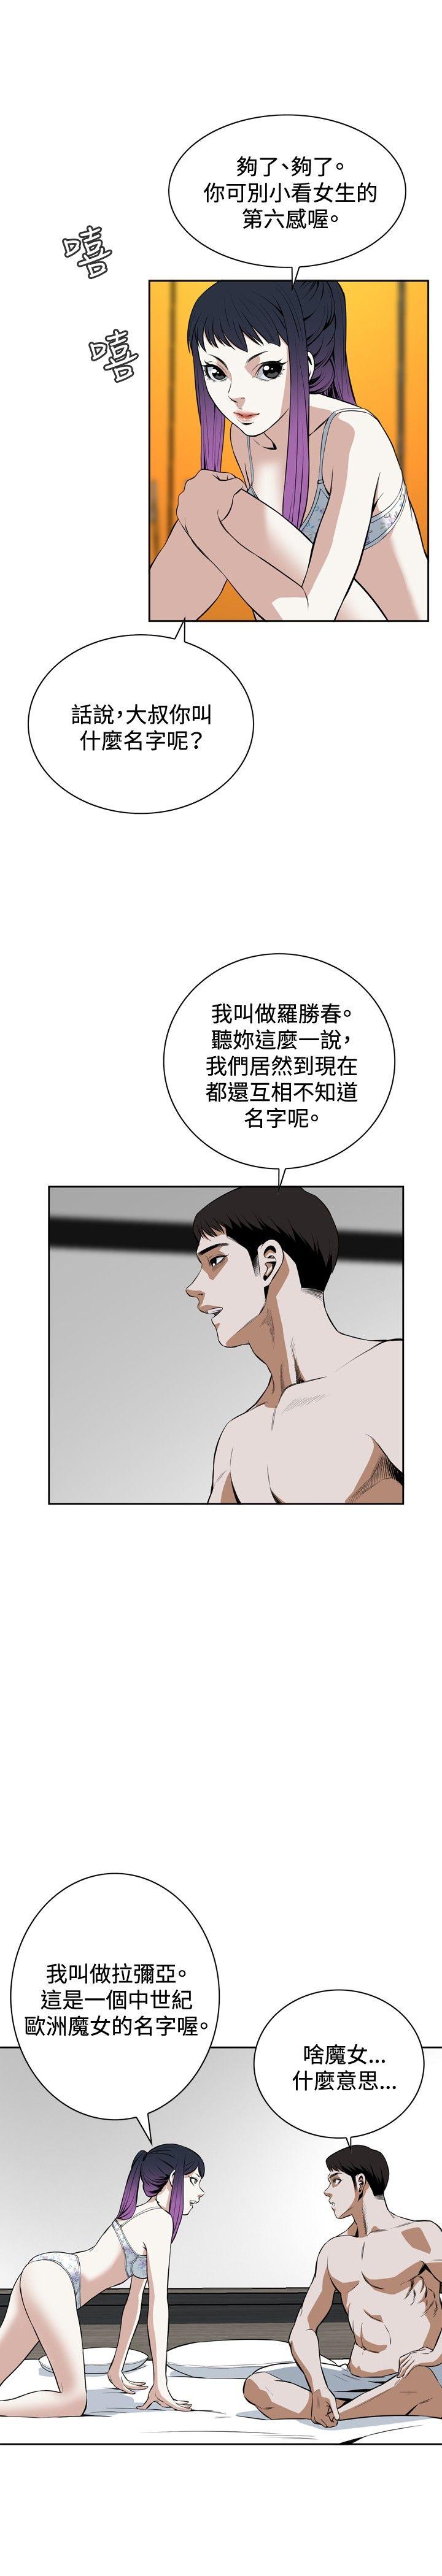 夠了、夠了。
你可別小看女生的
第六感喔。
嘻
嘻
話說，大叔你叫
什麼名字呢？
我叫做羅勝春。
聽妳這麼一說，
我們居然到現在
都還互相不知道
名字呢。
我叫做拉彌亞。
這是一個中世紀
歐洲魔女的名字喔。
啥魔女...
什麼意思...